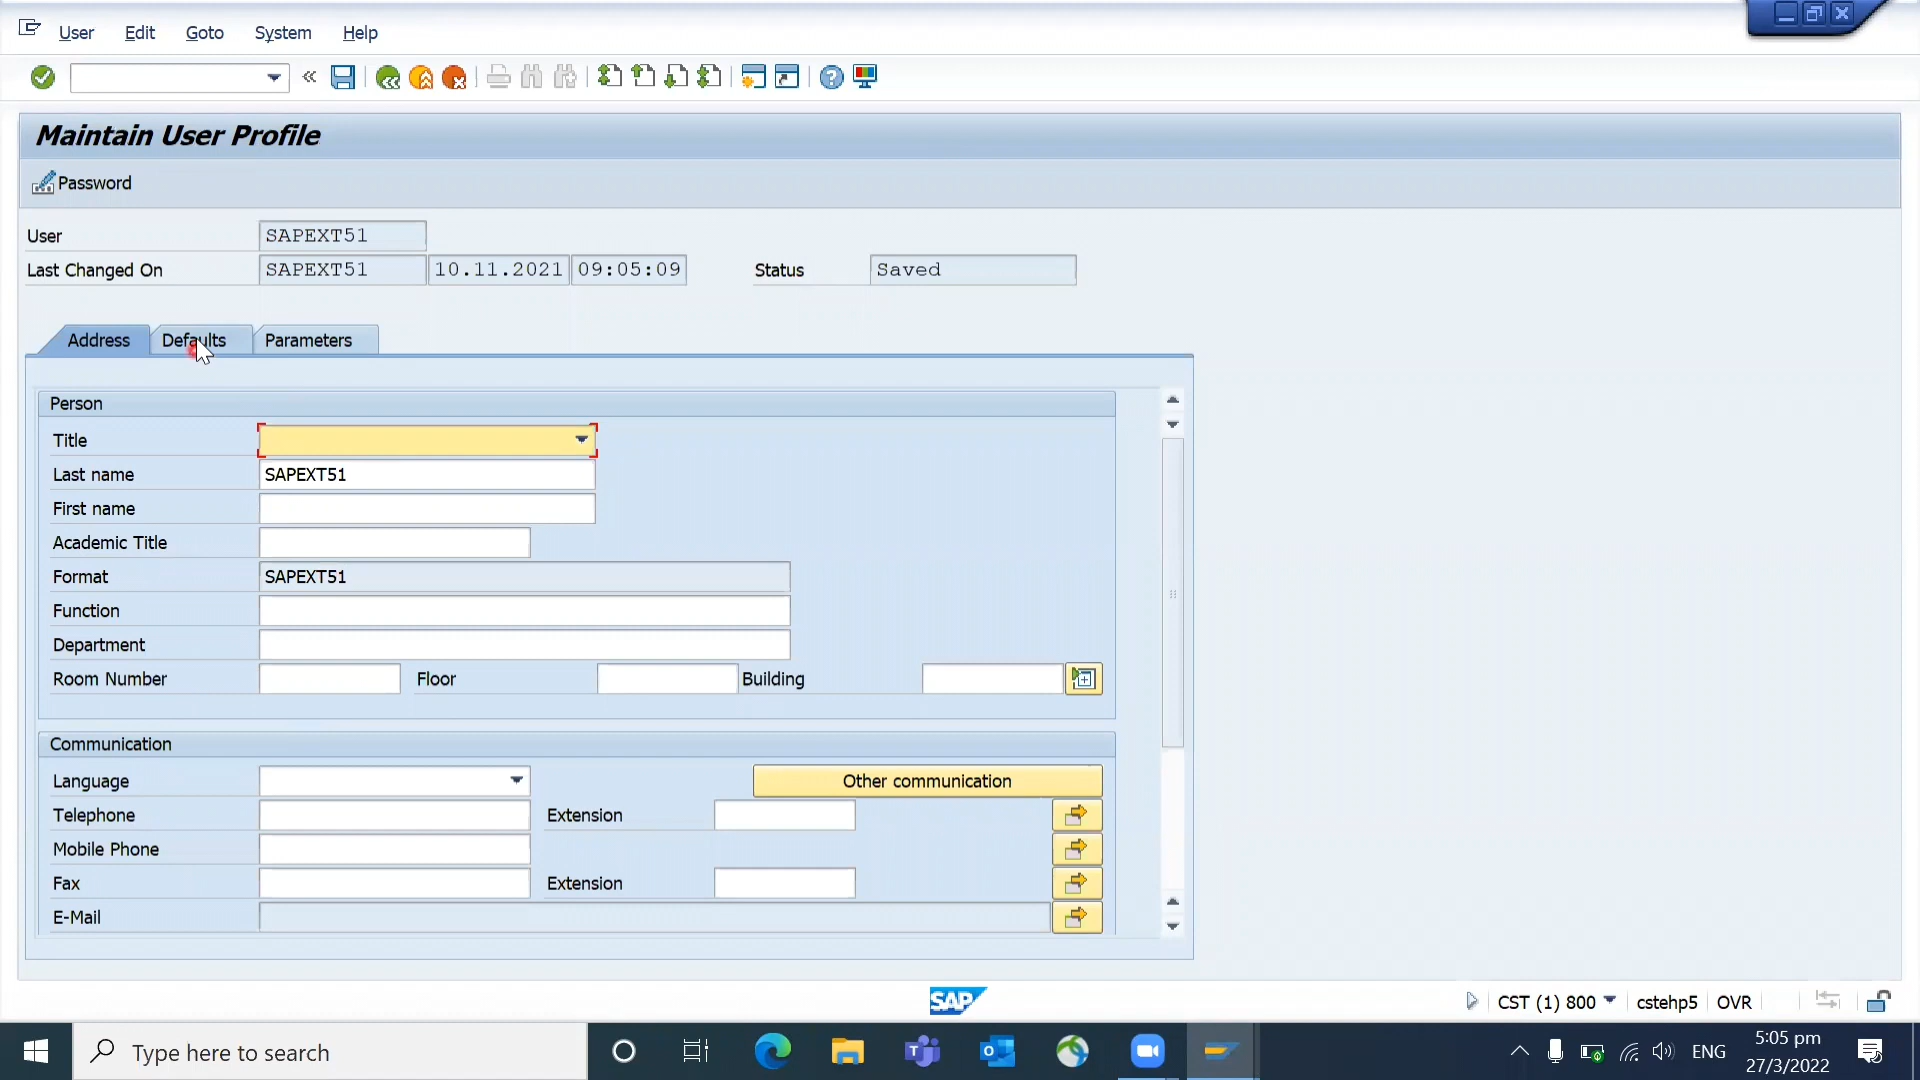 User Edit Goto System Help
Maintain User Profile
Password
User SAPEXT51
Last Changed On SAPEXT51 10.11.2021 09:05:09 Status Saved
Address Defaults Parameters
Person
Title
Last name SAPEXT51
First name
Academic Title
Format SAPEXT51
Function
Department
Room Number Floor Building
Communication
Language Other communication
Telephone Extension
Mobile Phone
Fax Extension
E-Mail
SAP CST (1) 800 cstehp5 OVR
Type here to search ENG 5:05 pm
27/3/2022